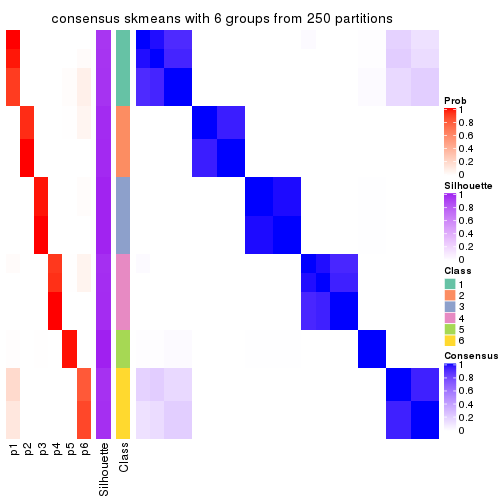 consensus skmeans with 6 groups from 250 partitions
Prob
1
0.8
0.6
0.4
0.2
0
Silhouette
1
0.8
0.6
0.4
0.2
0
Class
1
2
3
4
5
6
Consensus
1
0.8
0.6
0.4
0.2
0
p1
p2
p3
p4
p5
p6
Silhouette
Class